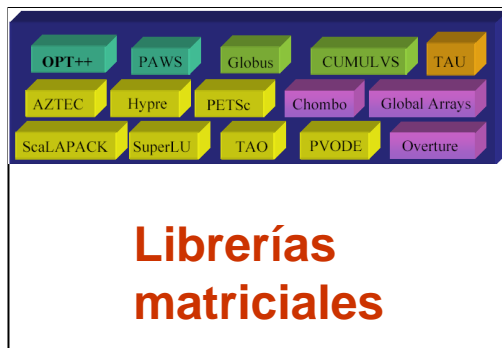 OPT++ PAWS Globus CUMULVS TAU
AZTEC Hypre PETSc Chombo Global Arrays
ScaLAPACK SuperLU TAO PVODE Overture
Librerías
matriciales